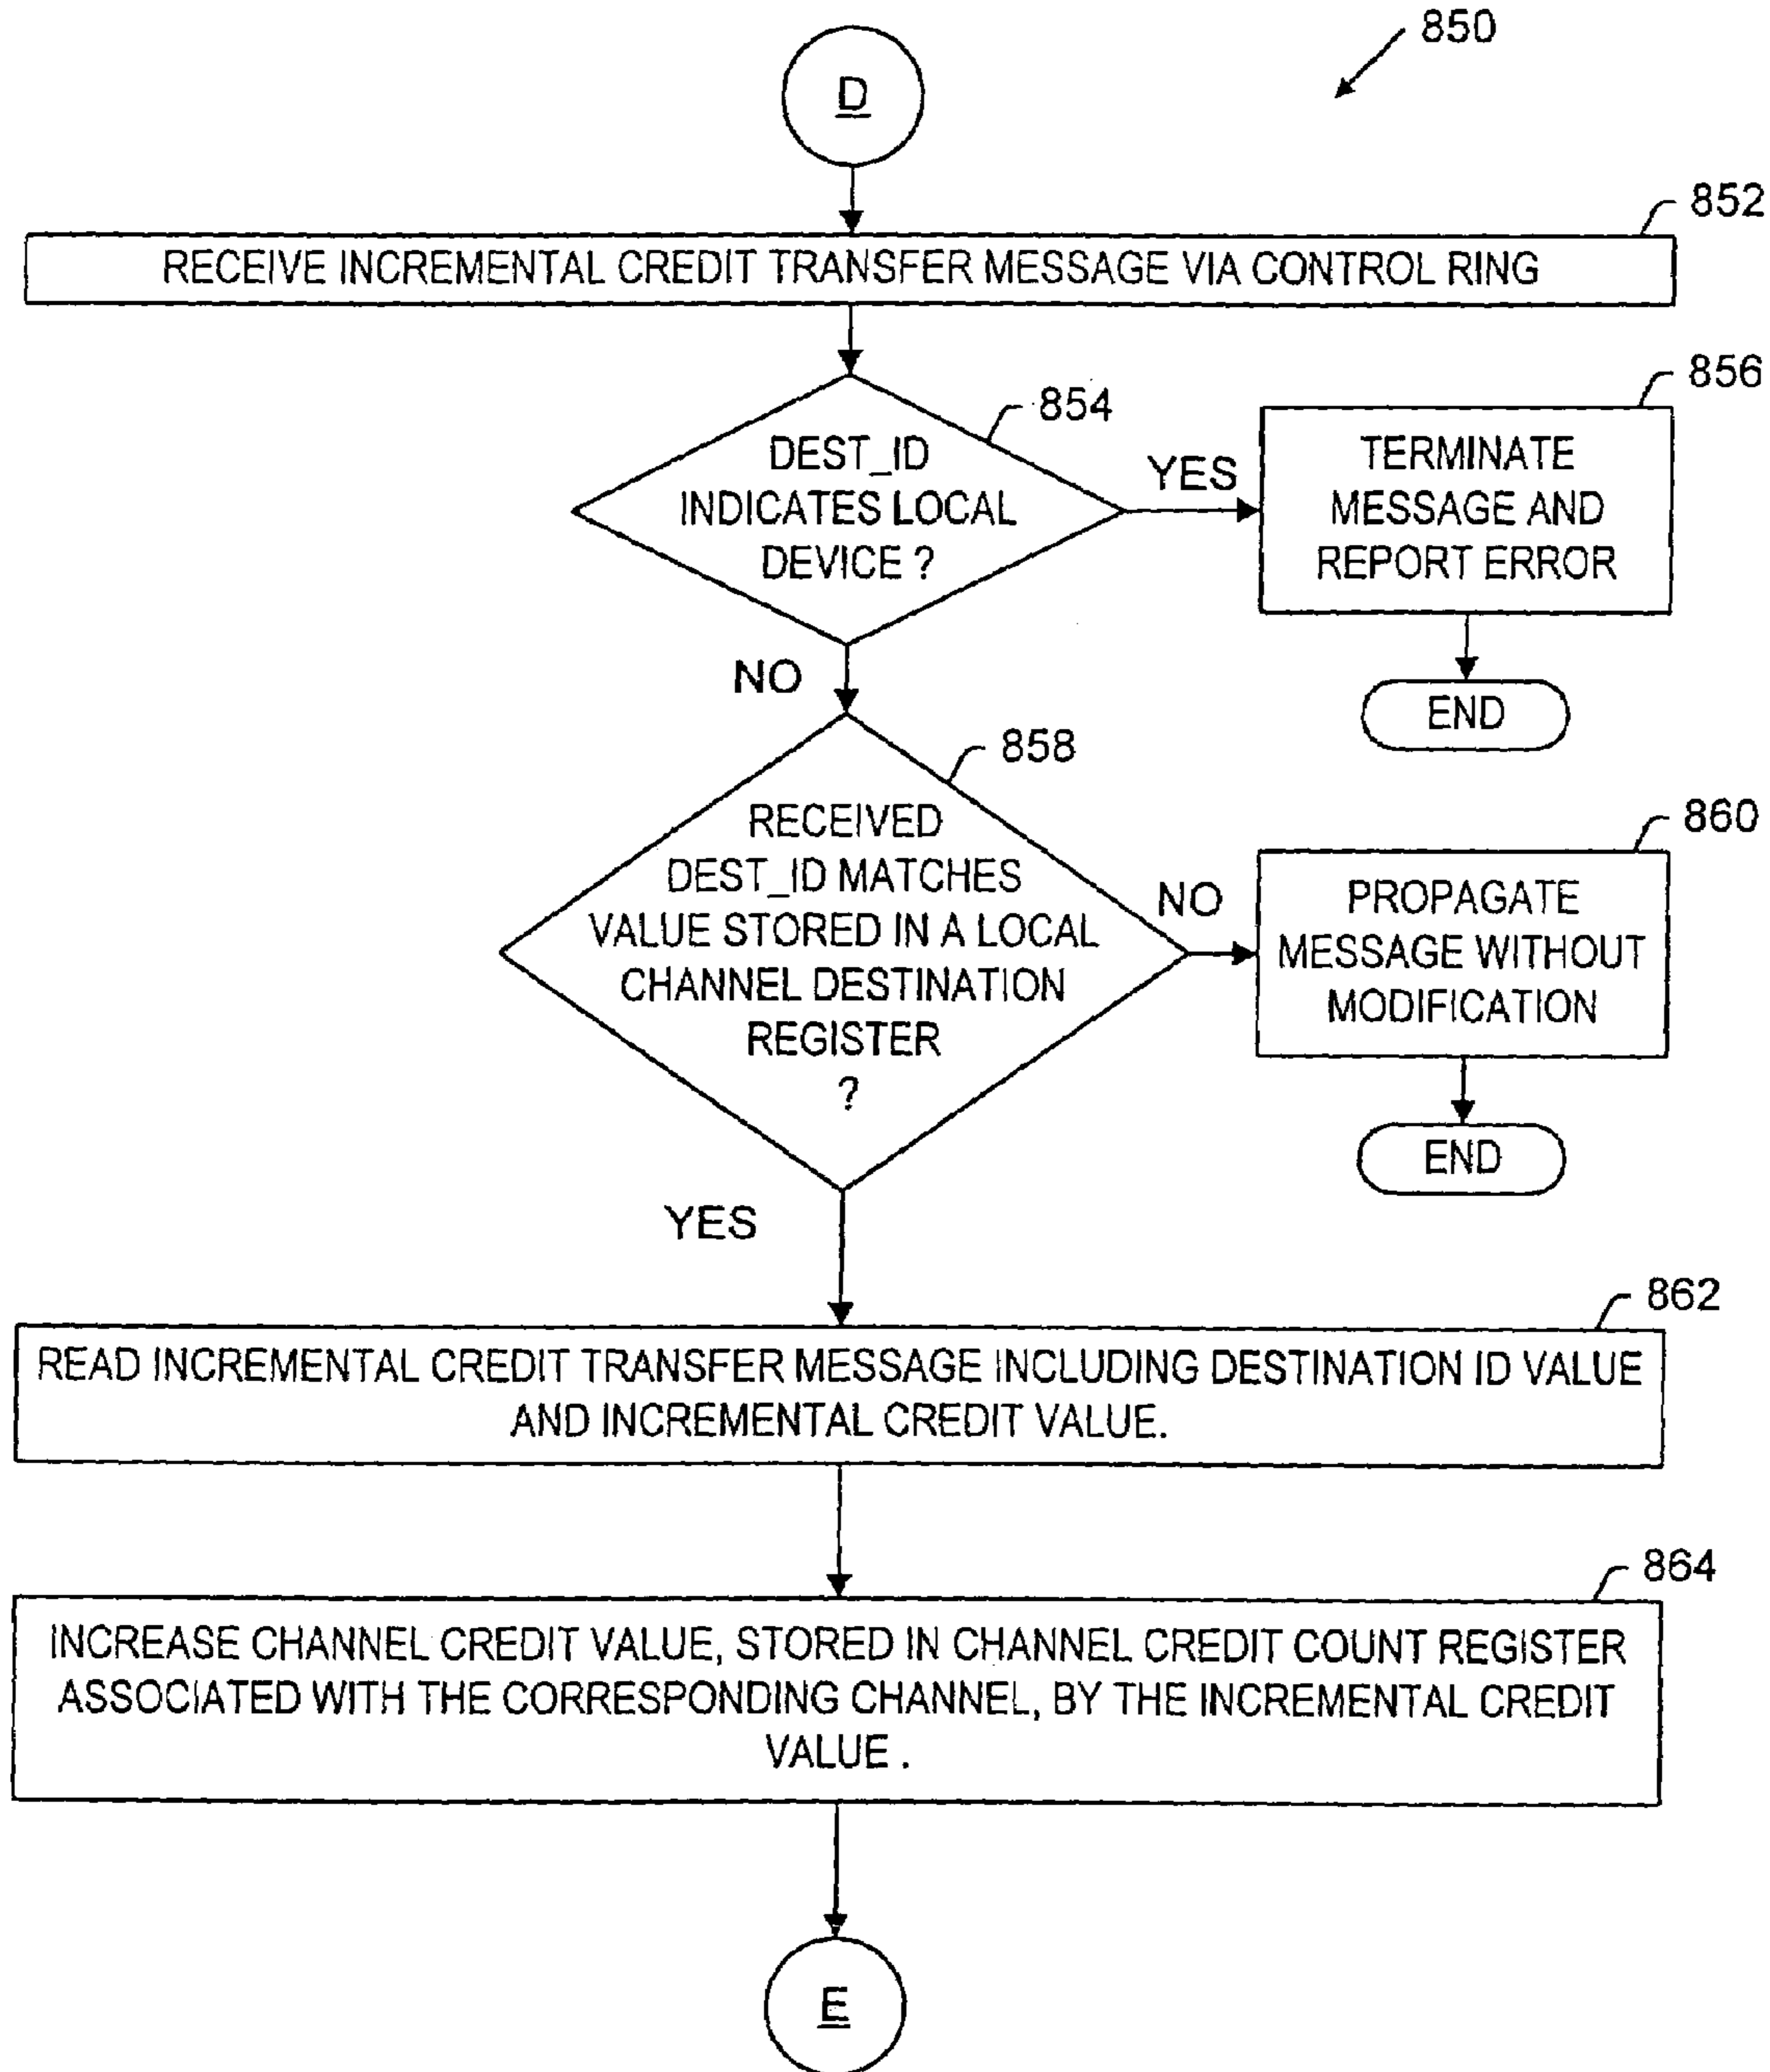 850
D
852
RECEIVE INCREMENTAL CREDIT TRANSFER MESSAGE VIA CONTROL RING
854
DEST_ID
INDICATES LOCAL
DEVICE ?
YES
856
TERMINATE
MESSAGE AND
REPORT ERROR
END
NO
858
RECEIVED
DEST_ID MATCHES
VALUE STORED IN A LOCAL
CHANNEL DESTINATION
REGISTER
?
NO
860
PROPAGATE
MESSAGE WITHOUT
MODIFICATION
END
YES
862
READ INCREMENTAL CREDIT TRANSFER MESSAGE INCLUDING DESTINATION ID VALUE
AND INCREMENTAL CREDIT VALUE.
864
INCREASE CHANNEL CREDIT VALUE, STORED IN CHANNEL CREDIT COUNT REGISTER
ASSOCIATED WITH THE CORRESPONDING CHANNEL, BY THE INCREMENTAL CREDIT
VALUE .
E